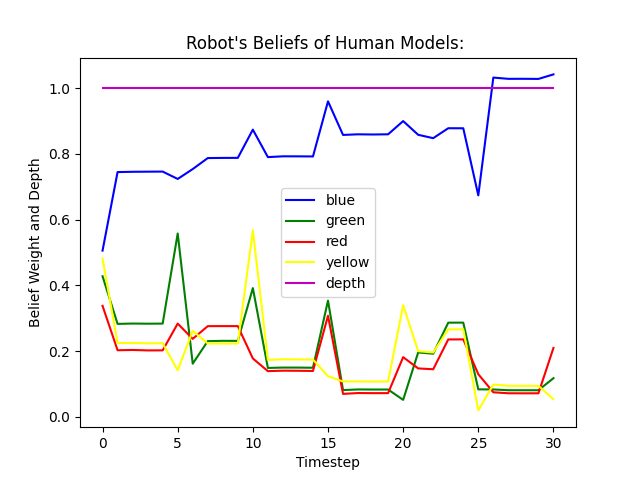 Robot's Beliefs of Human Models:
Belief Weight and Depth
1.0
0.8
0.6
0.4
0.2
0.0
blue
green
red
yellow
depth
0 5 10 15 20 25 30
Timestep